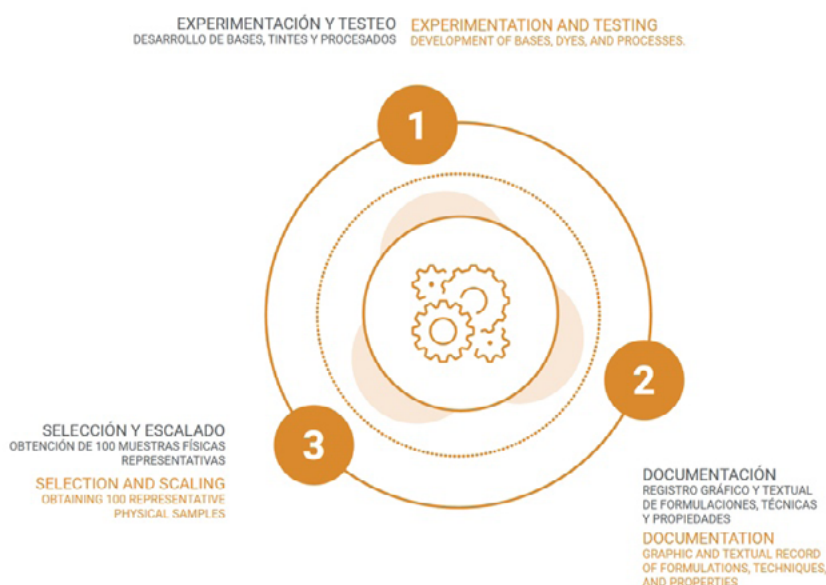 EXPERIMENTACIÓN Y TESTEO
DESARROLLO DE BASES, TINTES Y PROCESADOS
EXPERIMENTATION AND TESTING
DEVELOPMENT OF BASES, DYES, AND PROCESSES.
1
2
3
SELECCIÓN Y ESCALADO
OBTENCIÓN DE 100 MUESTRAS FÍSICAS
REPRESENTATIVAS
SELECTION AND SCALING
OBTAINING 100 REPRESENTATIVE
PHYSICAL SAMPLES
DOCUMENTACIÓN
REGISTRO GRÁFICO Y TEXTUAL
DE FORMULACIONES, TÉCNICAS
Y PROPIEDADES
DOCUMENTATION
GRAPHIC AND TEXTUAL RECORD
OF FORMULATIONS, TECHNIQUES,
AND PROPERTIES